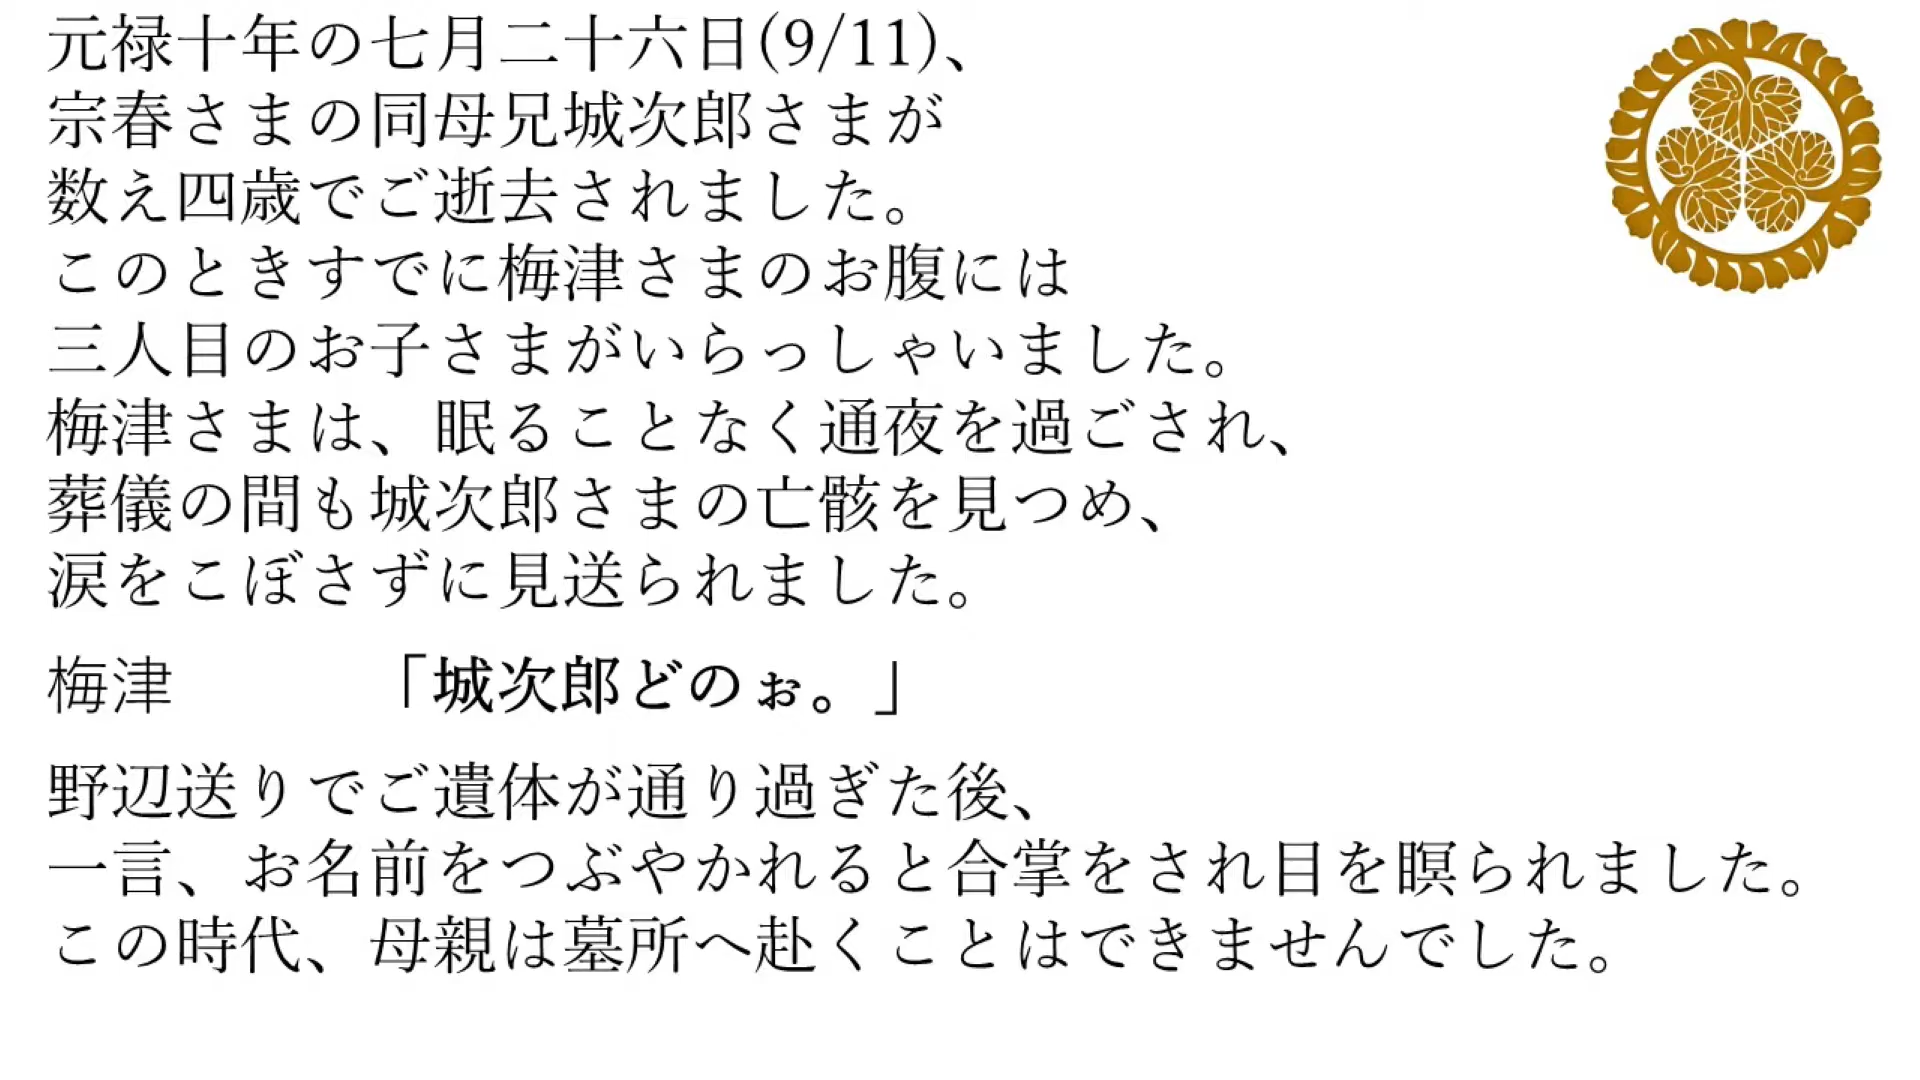 元禄十年の七月二十六日(9/11)、
宗春さまの同母兄城次郎さまが
数え四歳でご逝去されました。
このときすでに梅津さまのお腹には
三人目のお子さまがいらっしゃいました。
梅津さまは、眠ることなく通夜を過ごされ、
葬儀の間も城次郎さまの亡骸を見つめ、
涙をこぼさずに見送られました。
梅津　　　「城次郎どのぉ。」
野辺送りでご遺体が通り過ぎた後、
一言、お名前をつぶやかれると合掌をされ目を瞑られました。
この時代、母親は墓所へ赴くことはできませんでした。